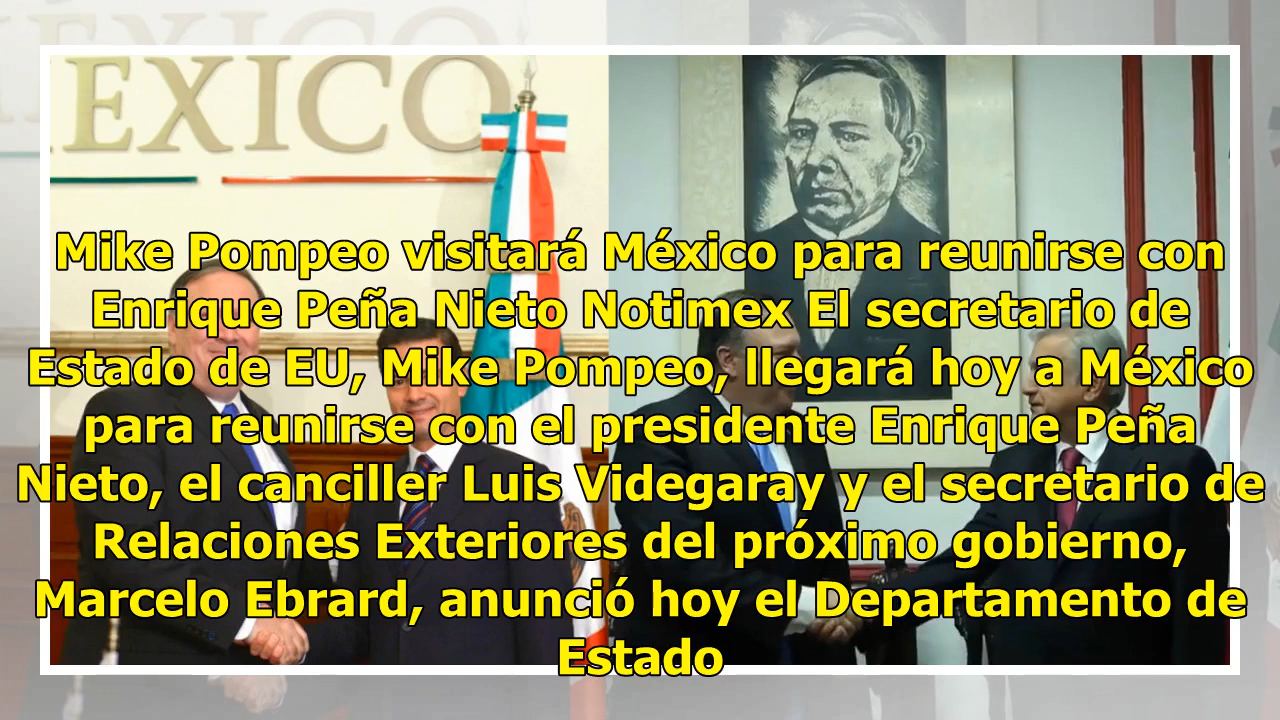 MÉXICO
Mike Pompeo visitará México para reunirse con
Enrique Peña Nieto Notimex El secretario de
Estado de EU, Mike Pompeo, llegará hoy a México
para reunirse con el presidente Enrique Peña
Nieto, el canciller Luis Videgaray y el secretario de
Relaciones Exteriores del próximo gobierno,
Marcelo Ebrard, anunció hoy el Departamento de
Estado